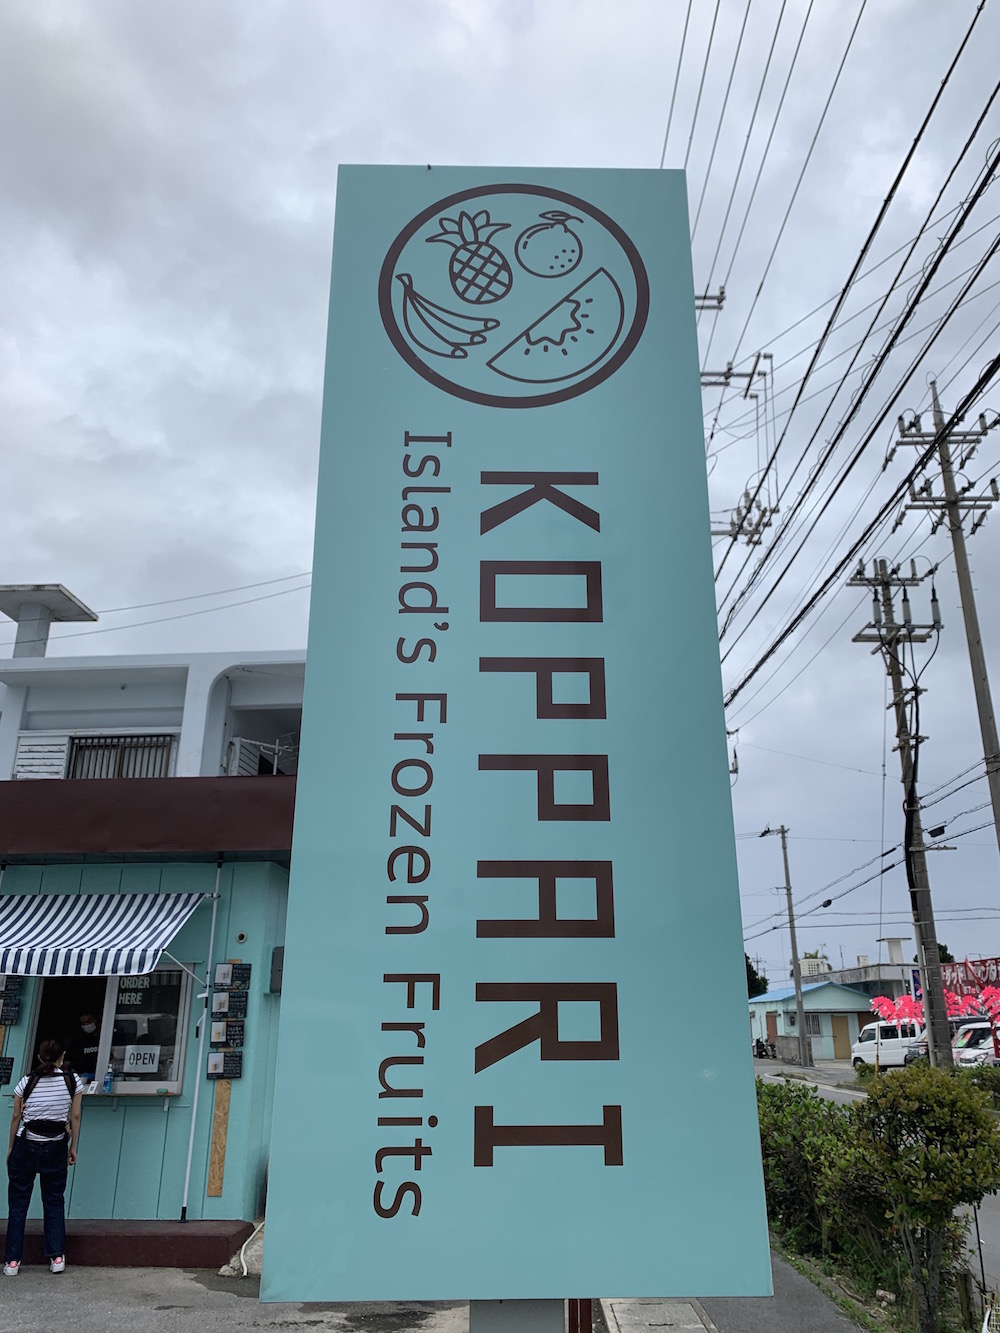 KOPPARI
Island's Frozen Fruits
ORDER
HERE
OPEN